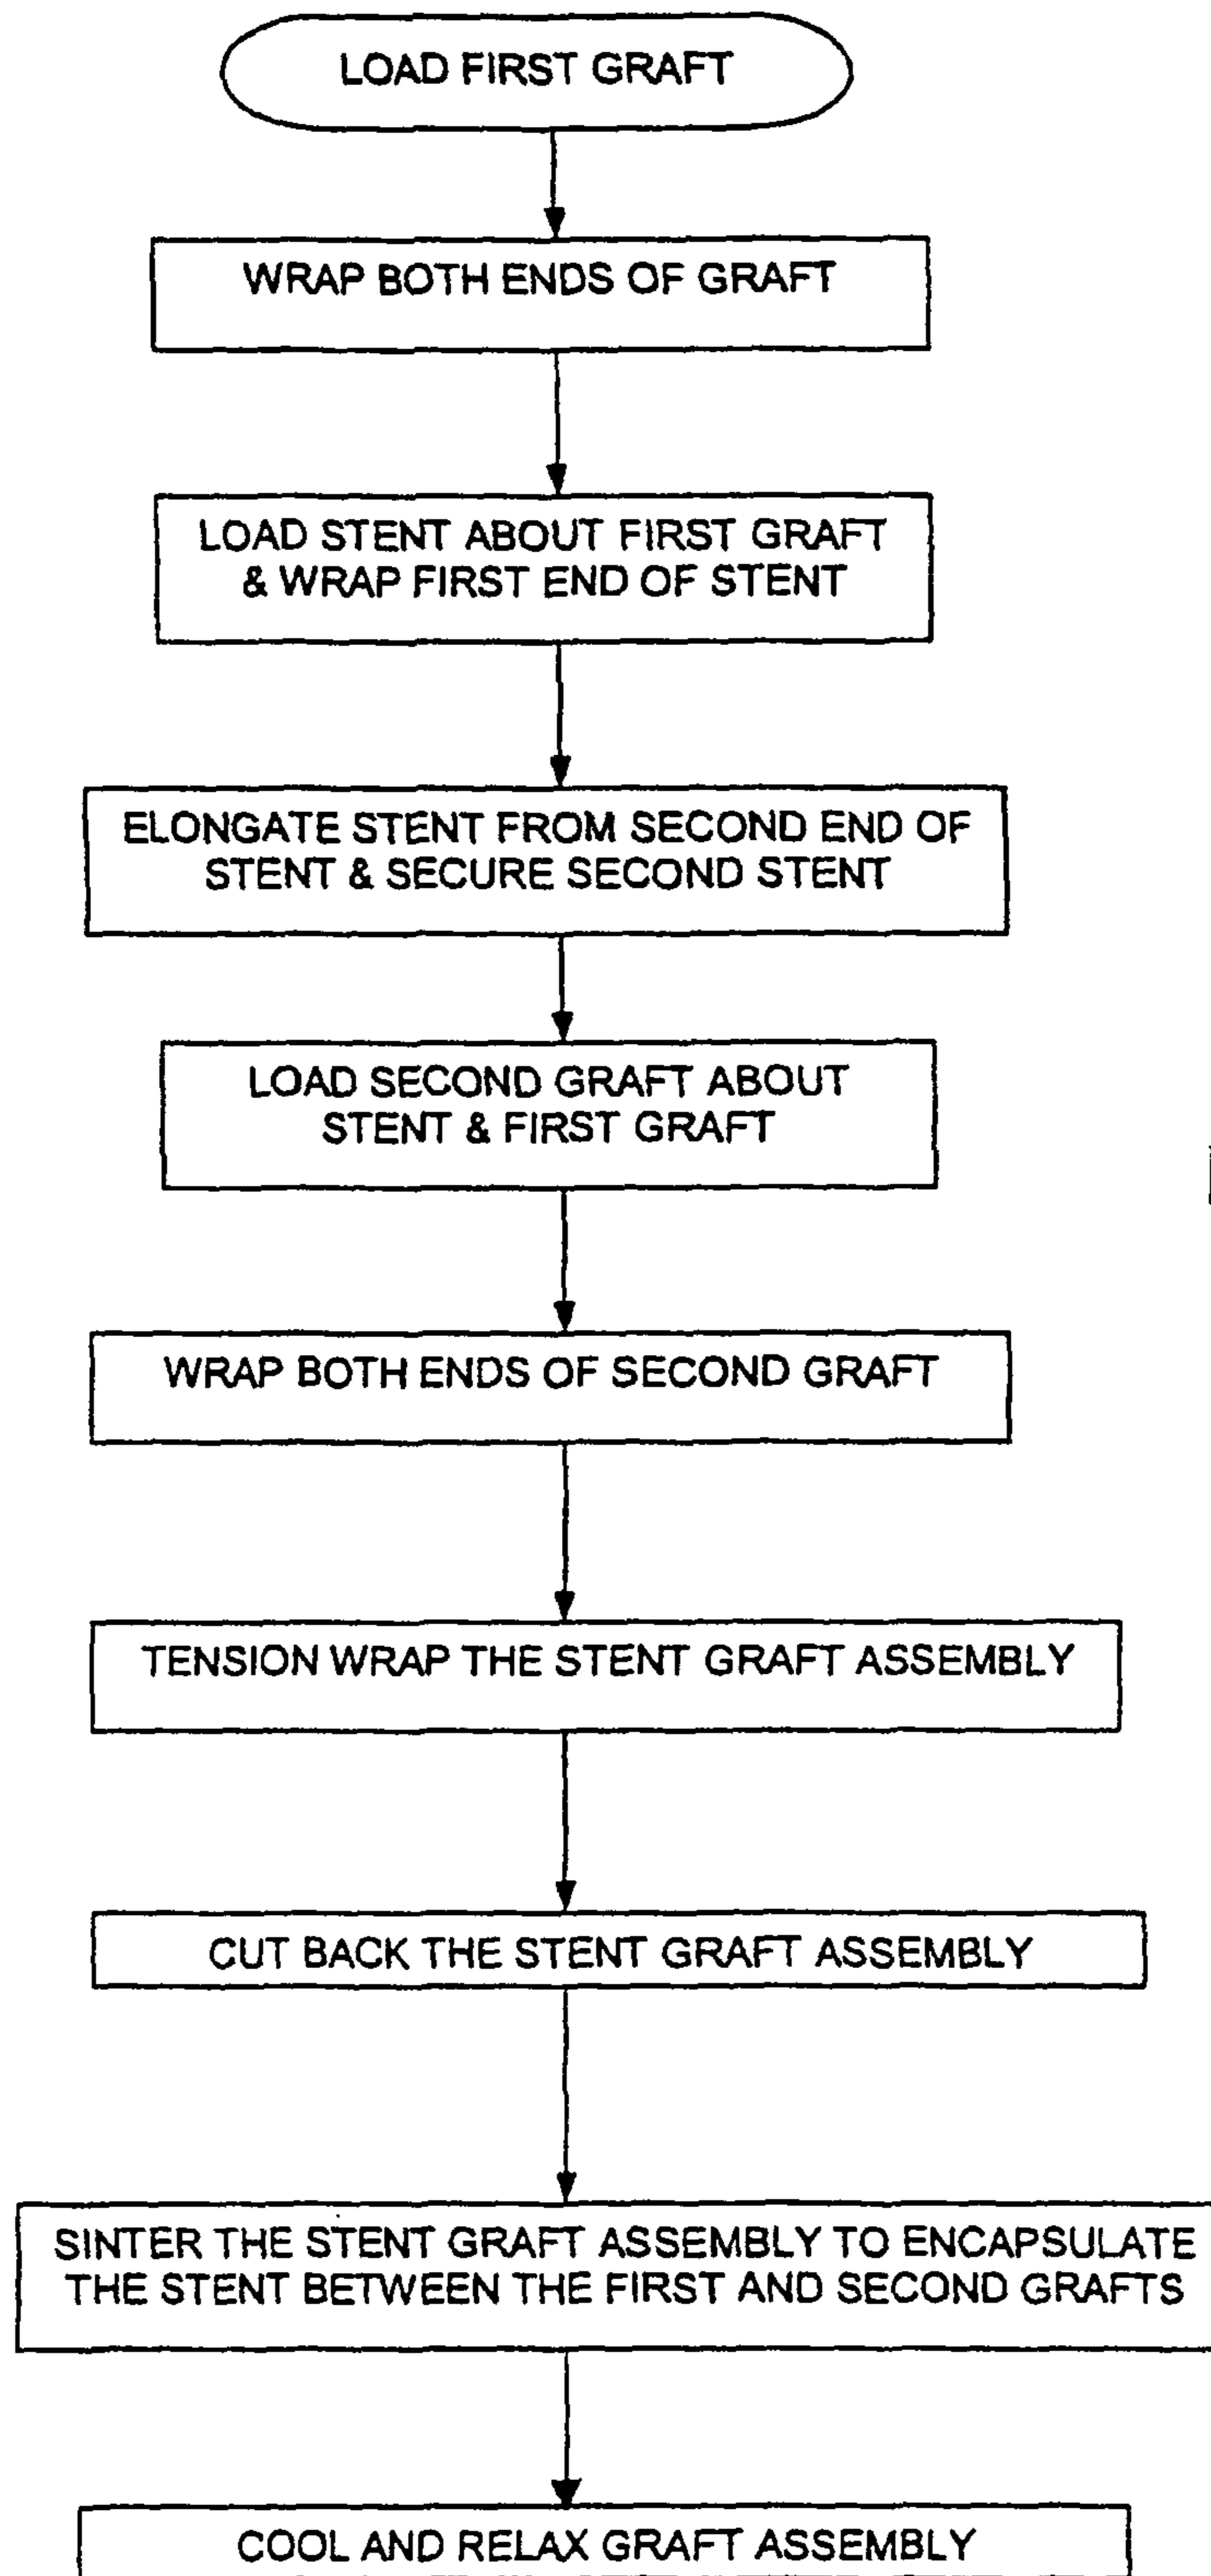 LOAD FIRST GRAFT
WRAP BOTH ENDS OF GRAFT
LOAD STENT ABOUT FIRST GRAFT
& WRAP FIRST END OF STENT
ELONGATE STENT FROM SECOND END OF
STENT & SECURE SECOND STENT
LOAD SECOND GRAFT ABOUT
STENT & FIRST GRAFT
WRAP BOTH ENDS OF SECOND GRAFT
TENSION WRAP THE STENT GRAFT ASSEMBLY
CUT BACK THE STENT GRAFT ASSEMBLY
SINTER THE STENT GRAFT ASSEMBLY TO ENCAPSULATE
THE STENT BETWEEN THE FIRST AND SECOND GRAFTS
COOL AND RELAX GRAFT ASSEMBLY